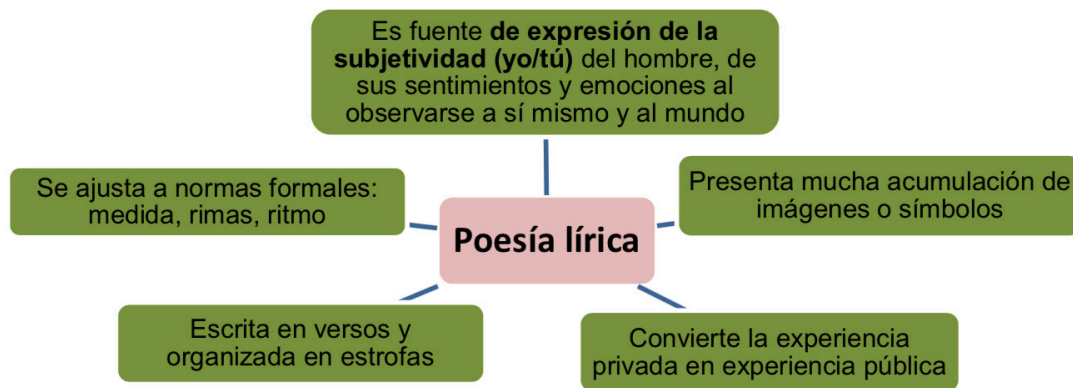 Es fuente de expresión de la
subjetividad (yo/tú) del hombre, de
sus sentimientos y emociones al
observarse a sí mismo y al mundo
Se ajusta a normas formales:
medida, rimas, ritmo
Presenta mucha acumulación de
imágenes o símbolos
Poesía lírica
Escrita en versos y
organizada en estrofas
Convierte la experiencia
privada en experiencia pública